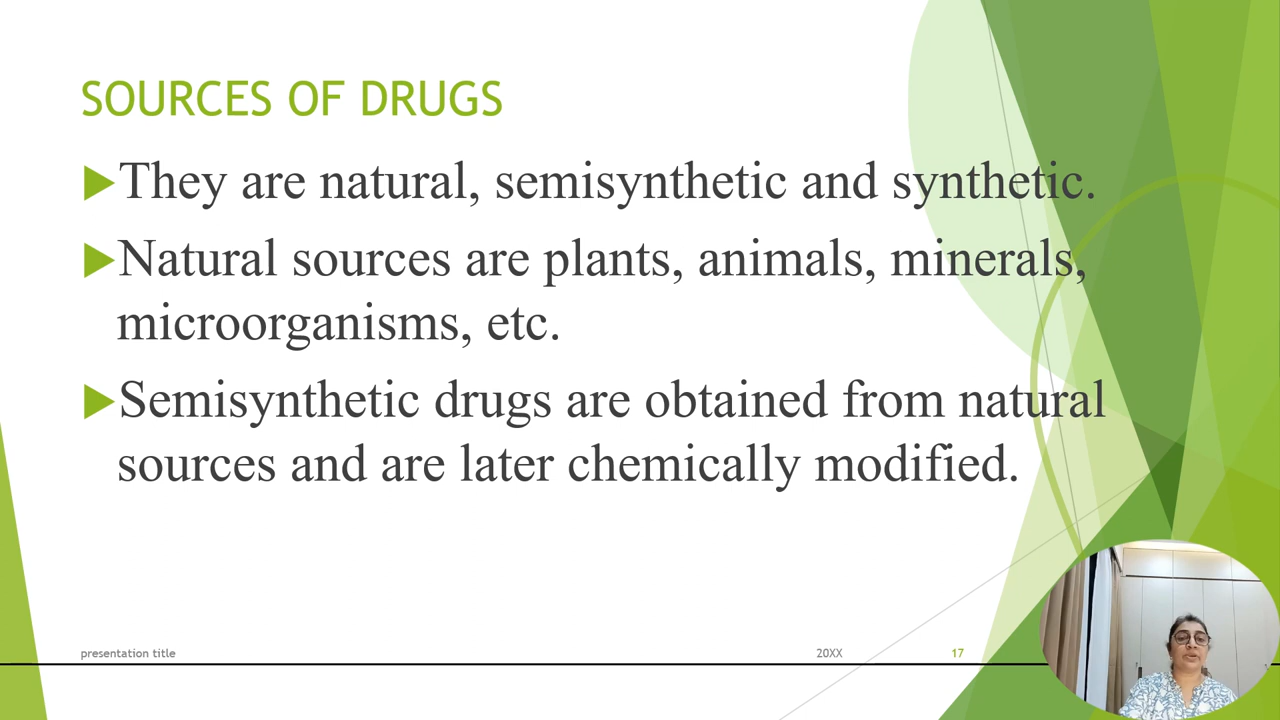 SOURCES OF DRUGS
They are natural, semisynthetic and synthetic.
Natural sources are plants, animals, minerals,
microorganisms, etc.
Semisynthetic drugs are obtained from natural
sources and are later chemically modified.
presentation title 20XX 17